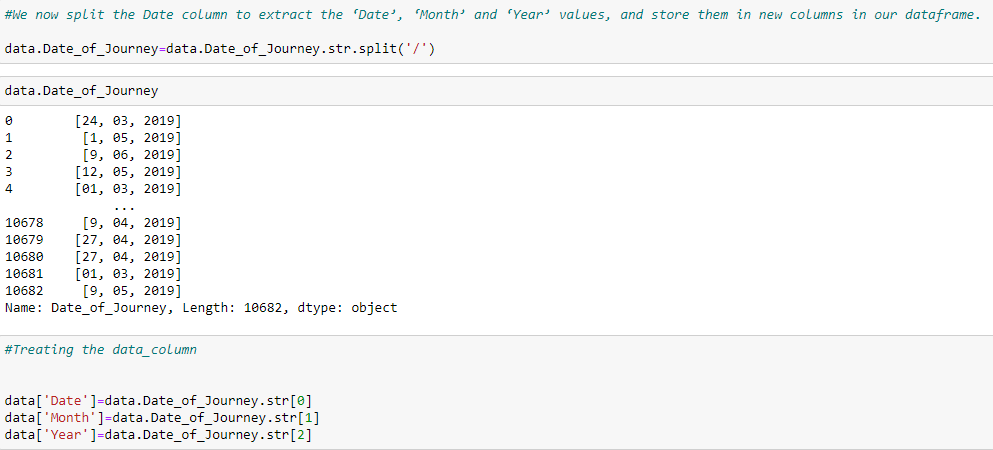 #We now split the Date column to extract the ‘Date’, ‘Month’ and ‘Year’ values, and store them in new columns in our dataframe.
data.Date_of_Journey=data.Date_of_Journey.str.split('/')
data.Date_of_Journey
0 [24, 03, 2019]
1 [1, 05, 2019]
2 [9, 06, 2019]
3 [12, 05, 2019]
4 [01, 03, 2019]
...
10678 [9, 04, 2019]
10679 [27, 04, 2019]
10680 [27, 04, 2019]
10681 [01, 03, 2019]
10682 [9, 05, 2019]
Name: Date_of_Journey, Length: 10682, dtype: object
#Treating the data_column
data['Date']=data.Date_of_Journey.str[0]
data['Month']=data.Date_of_Journey.str[1]
data['Year']=data.Date_of_Journey.str[2]